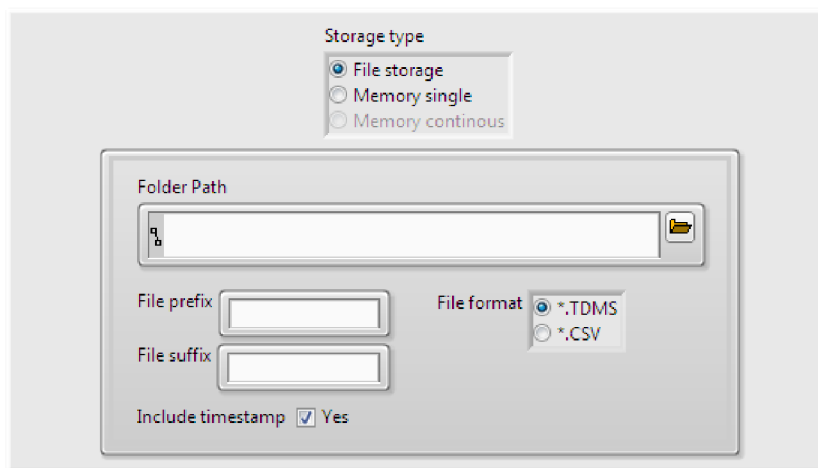 Storage type
File storage
Memory single
Memory continous
Folder Path
File prefix
File format
*.TDMS
*.CSV
File suffix
Include timestamp Yes